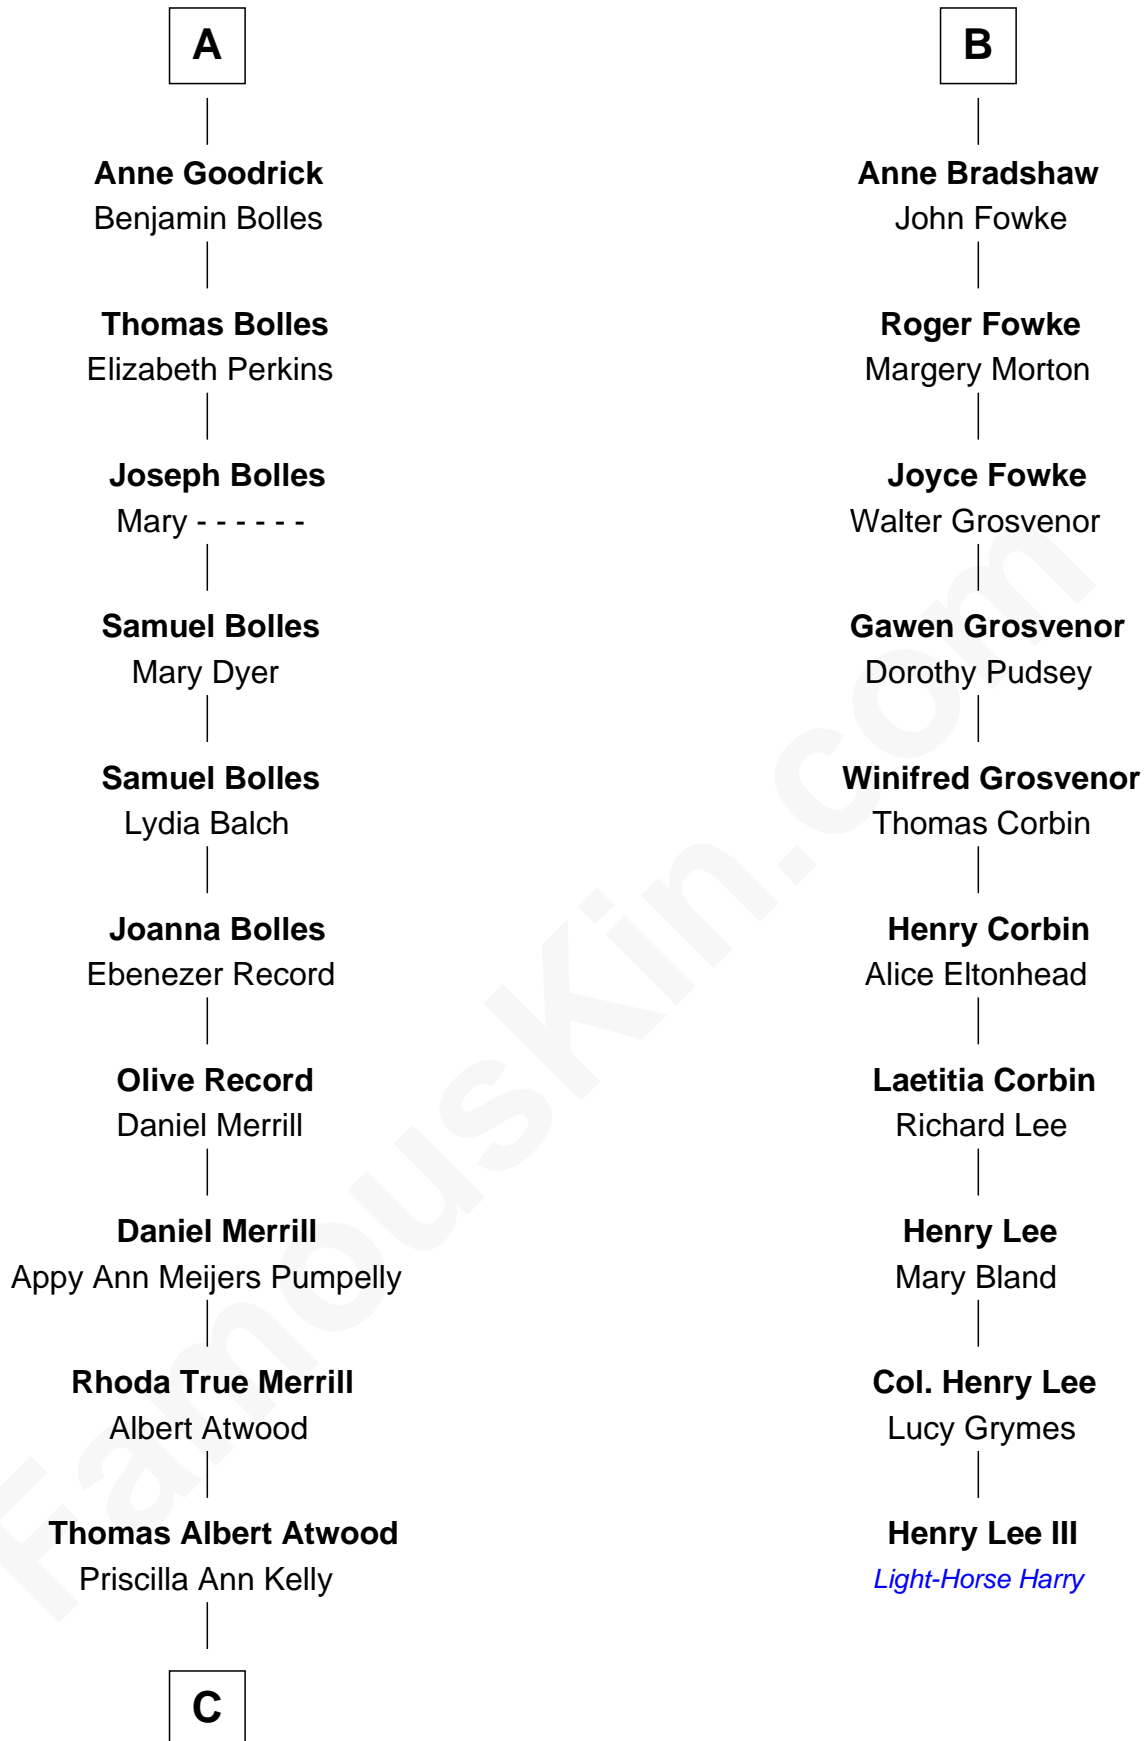 A
Anne Goodrick
Benjamin Bolles
Thomas Bolles
Elizabeth Perkins
Joseph Bolles
Mary - - - - - -
Samuel Bolles
Mary Dyer
Samuel Bolles
Lydia Balch
Joanna Bolles
Ebenezer Record
Olive Record
Daniel Merrill
Daniel Merrill
Appy Ann Meijers Pumpelly
Rhoda True Merrill
Albert Atwood
Thomas Albert Atwood
Priscilla Ann Kelly
C
B
Anne Bradshaw
John Fowke
Roger Fowke
Margery Morton
Joyce Fowke
Walter Grosvenor
Gawen Grosvenor
Dorothy Pudsey
Winifred Grosvenor
Thomas Corbin
Henry Corbin
Alice Eltonhead
Laetitia Corbin
Richard Lee
Henry Lee
Mary Bland
Col. Henry Lee
Lucy Grymes
Henry Lee III
Light-Horse Harry
FamousKin.com